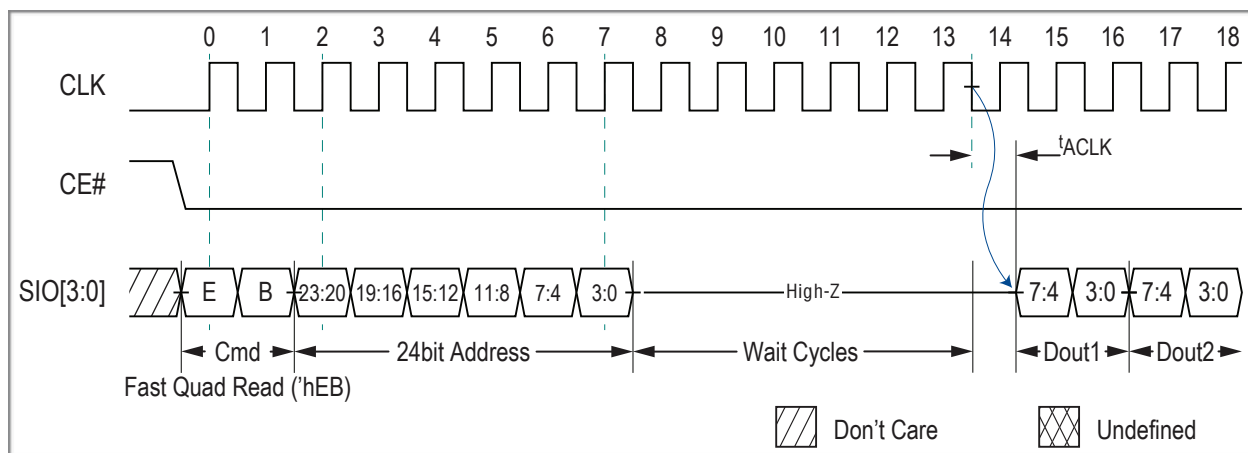 0 1 2 3 4 5 6 7 8 9 10 11 12 13 14 15 16 17 18
CLK
tACLK
CE#
SIO[3:0] E B 23:20 19:16 15:12 11:8 7:4 3:0 High-Z 7:4 3:0 7:4 3:0
Cmd 24bit Address Wait Cycles Dout1 Dout2
Fast Quad Read ('hEB)
Don't Care Undefined